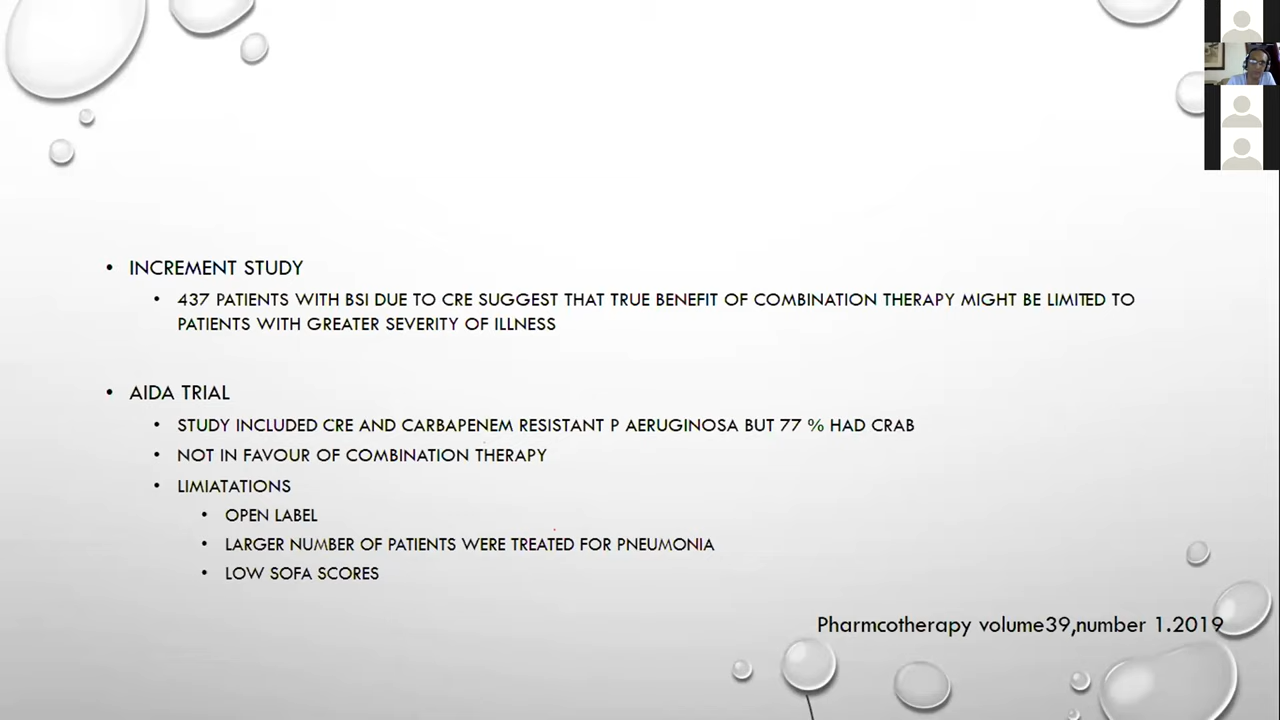 • INCREMENT STUDY
• 437 PATIENTS WITH BSI DUE TO CRE SUGGEST THAT TRUE BENEFIT OF COMBINATION THERAPY MIGHT BE LIMITED TO
PATIENTS WITH GREATER SEVERITY OF ILLNESS
• AIDA TRIAL
• STUDY INCLUDED CRE AND CARBAPENEM RESISTANT P AERUGINOSA BUT 77 % HAD CRAB
• NOT IN FAVOUR OF COMBINATION THERAPY
• LIMIATATIONS
• OPEN LABEL
• LARGER NUMBER OF PATIENTS WERE TREATED FOR PNEUMONIA
• LOW SOFA SCORES
Pharmcotherapy volume39,number 1.2019